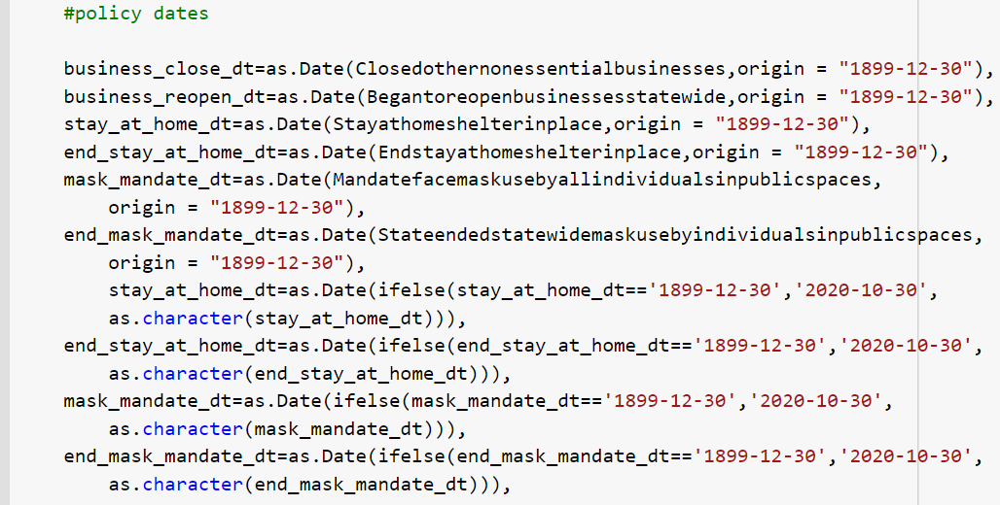 #policy dates
business_close_dt=as.Date(Closedothernonessentialbusinesses,origin = "1899-12-30"),
business_reopen_dt=as.Date(Begantoreopenbusinessesstatewide,origin = "1899-12-30"),
stay_at_home_dt=as.Date(Stayathomeshelterinplace,origin = "1899-12-30"),
end_stay_at_home_dt=as.Date(Endstayathomeshelterinplace,origin = "1899-12-30"),
mask_mandate_dt=as.Date(Mandatefacemaskusebyallindividualsinpublicspaces,
    origin = "1899-12-30"),
end_mask_mandate_dt=as.Date(Stateendedstatewidemaskusebyindividualsinpublicspaces,
    origin = "1899-12-30"),
    stay_at_home_dt=as.Date(ifelse(stay_at_home_dt=='1899-12-30','2020-10-30',
    as.character(stay_at_home_dt))),
end_stay_at_home_dt=as.Date(ifelse(end_stay_at_home_dt=='1899-12-30','2020-10-30',
    as.character(end_stay_at_home_dt))),
mask_mandate_dt=as.Date(ifelse(mask_mandate_dt=='1899-12-30','2020-10-30',
    as.character(mask_mandate_dt))),
end_mask_mandate_dt=as.Date(ifelse(end_mask_mandate_dt=='1899-12-30','2020-10-30',
    as.character(end_mask_mandate_dt))),